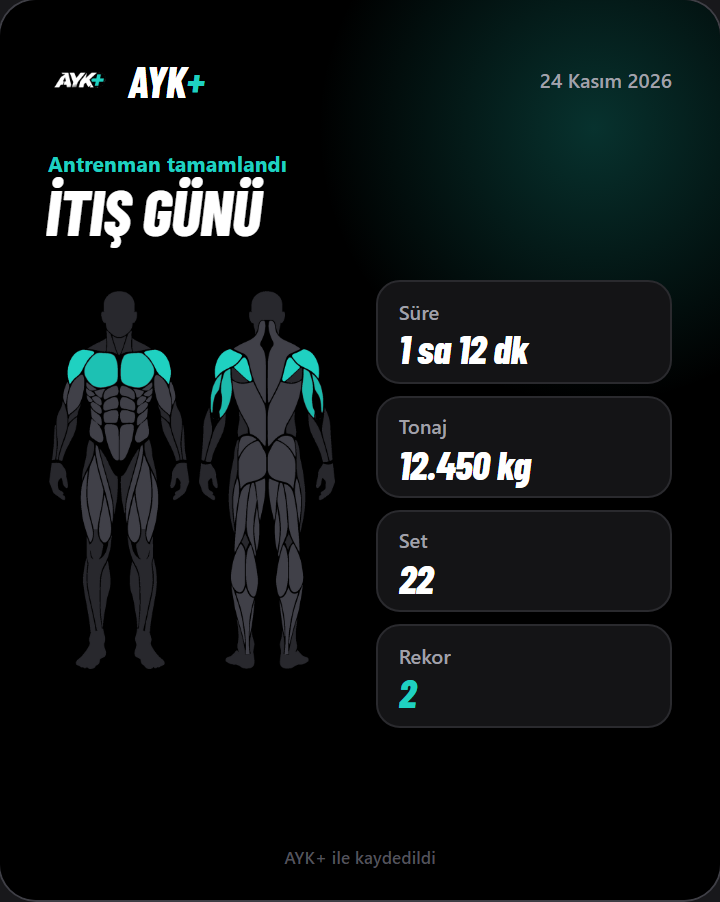 AYK+ AYK+ 24 Kasım 2026
Antrenman tamamlandı
İTIŞ GÜNÜ
Süre
1 sa 12 dk
Tonaj
12.450 kg
Set
22
Rekor
2
AYK+ ile kaydedildi